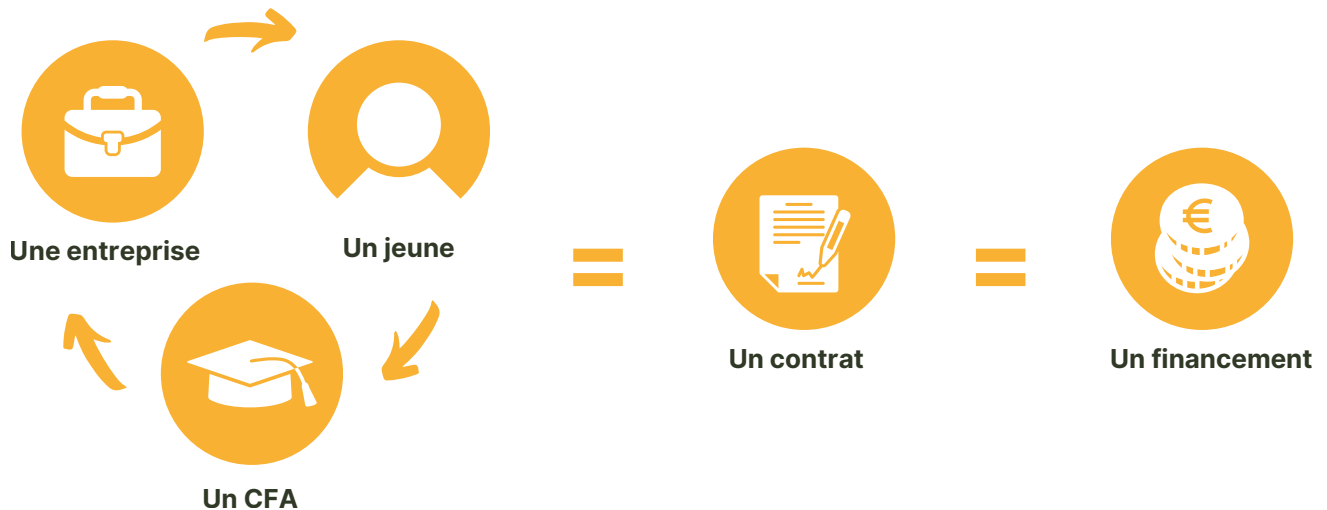 Une entreprise
Un jeune
Un CFA
=
Un contrat
=
€
Un financement